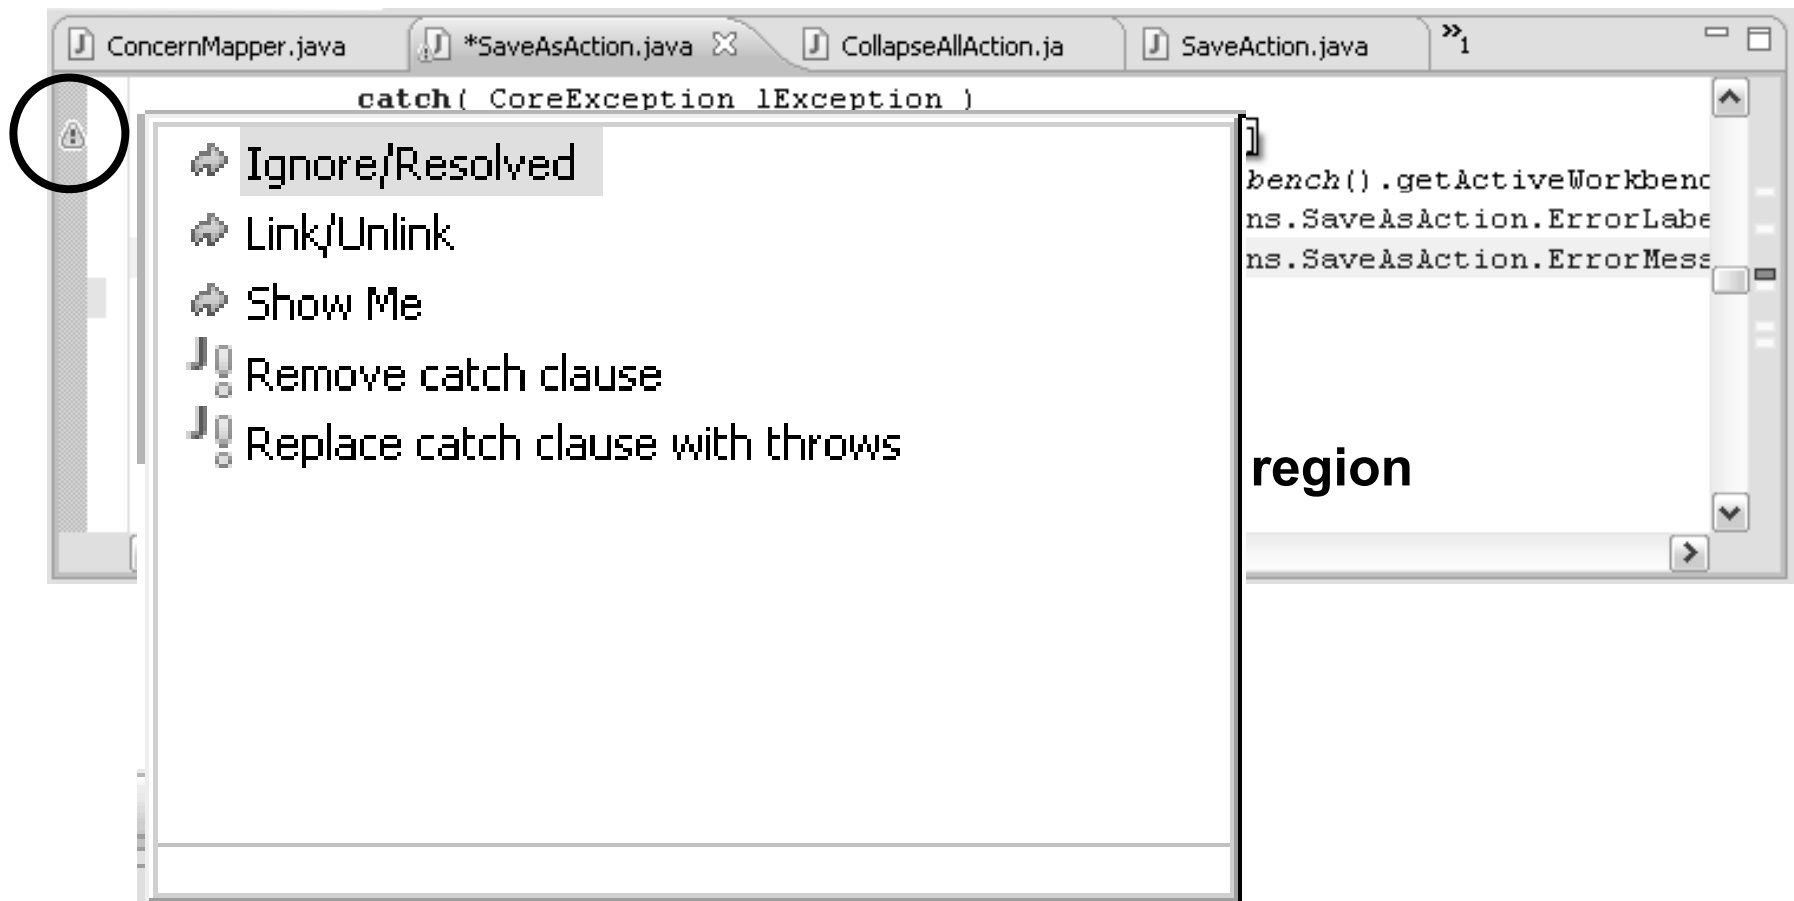 ConcernMapper.java *SaveAsAction.java CollapseAllAction.ja SaveAction.java »1
catch( CoreException lException )
]
Ignore/Resolved
bench().getActiveWorkbenc
ns.SaveAsAction.ErrorLabe
Link/Unlink
ns.SaveAsAction.ErrorMess
Show Me
Remove catch clause
Replace catch clause with throws
region